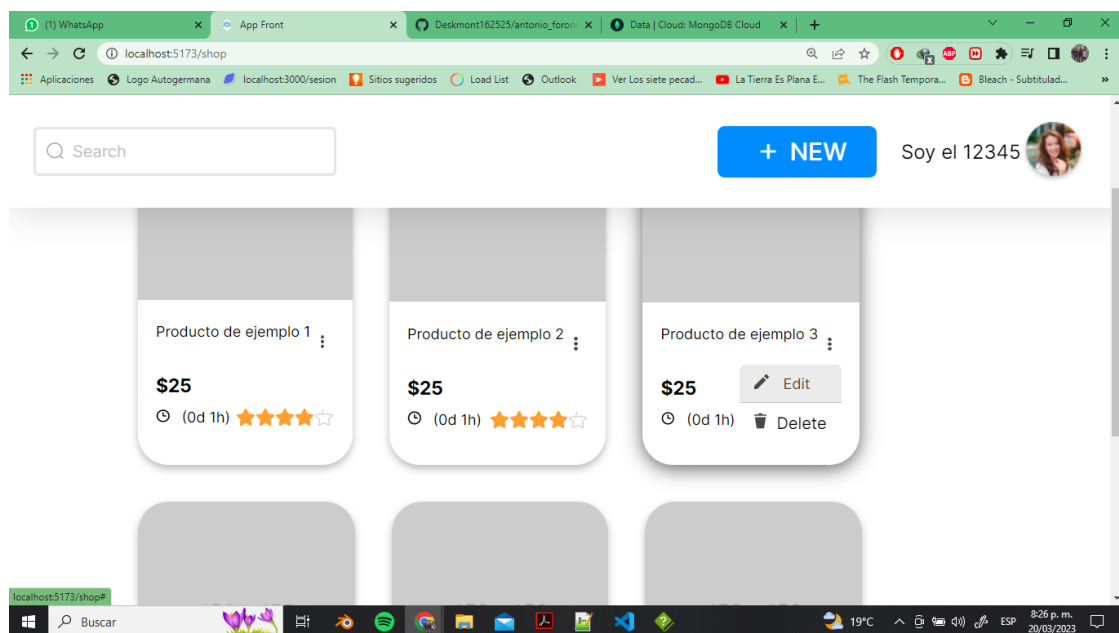 (1) WhatsApp
App Front
Deskmont162525/antonio_foron
Data | Cloud: MongoDB Cloud
localhost:5173/shop
Aplicaciones
Logo Autogermana
localhost:3000/sesion
Sitios sugeridos
Load List
Outlook
Ver Los siete pecad...
La Tierra Es Plana E...
The Flash Tempora...
Bleach - Subtitulad...
»
Search
+ NEW
Soy el 12345
Producto de ejemplo 1
Producto de ejemplo 2
Producto de ejemplo 3
$25
$25
$25
Edit
(0d 1h)
(0d 1h)
(0d 1h)
Delete
localhost:5173/shop#
Buscar
19°C
ESP
8:26 p. m.
20/03/2023